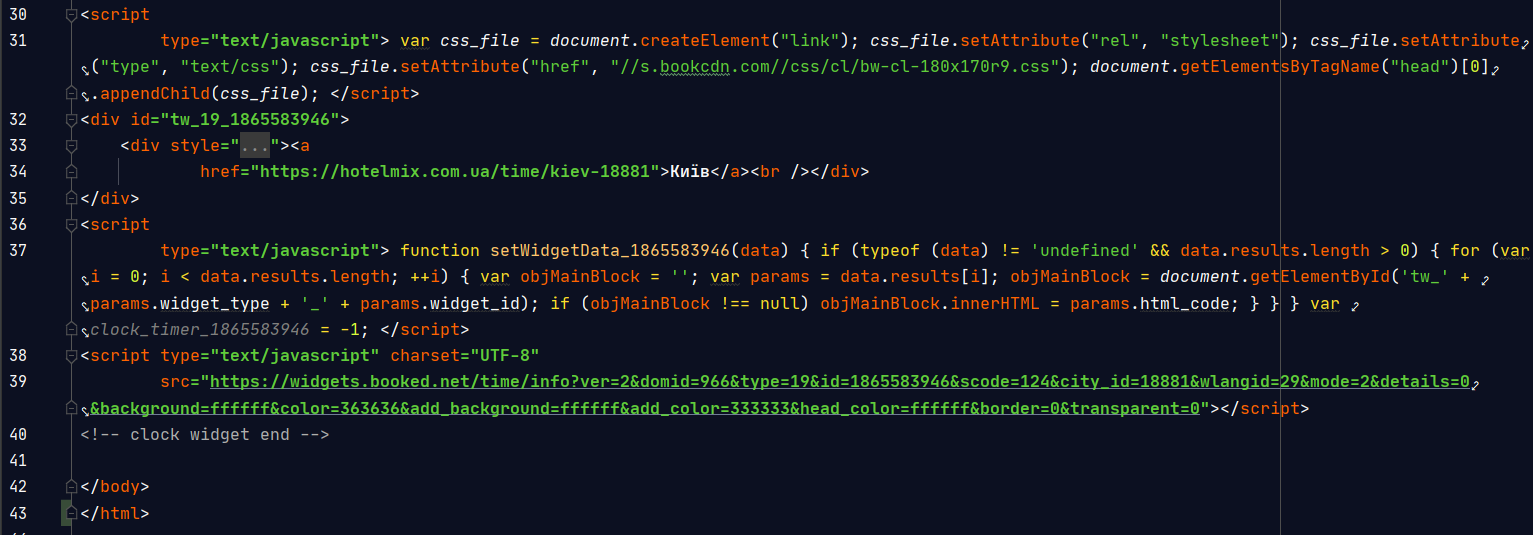 30 <script
31 type="text/javascript"> var css_file = document.createElement("link"); css_file.setAttribute("rel", "stylesheet"); css_file.setAttribute
("type", "text/css"); css_file.setAttribute("href", "//s.bookcdn.com//css/cl/bw-cl-180x170r9.css"); document.getElementsByTagName("head")[0]
.appendChild(css_file); </script>
32 <div id="tw_19_1865583946">
33 <div style="..."><a
34 href="https://hotelmix.com.ua/time/kiev-18881">Київ</a><br /></div>
35 </div>
36 <script
37 type="text/javascript"> function setWidgetData_1865583946(data) { if (typeof (data) != 'undefined' && data.results.length > 0) { for (var
i = 0; i < data.results.length; ++i) { var objMainBlock = ''; var params = data.results[i]; objMainBlock = document.getElementById('tw_' +
params.widget_type + '_' + params.widget_id); if (objMainBlock !== null) objMainBlock.innerHTML = params.html_code; } } } var
clock_timer_1865583946 = -1; </script>
38 <script type="text/javascript" charset="UTF-8"
39 src="https://widgets.booked.net/time/info?ver=2&domid=966&type=19&id=1865583946&scode=124&city_id=18881&wlangid=29&mode=2&details=0
&background=ffffff&color=363636&add_background=ffffff&add_color=333333&head_color=ffffff&border=0&transparent=0"></script>
40 <!-- clock widget end -->
41
42 </body>
43 </html>